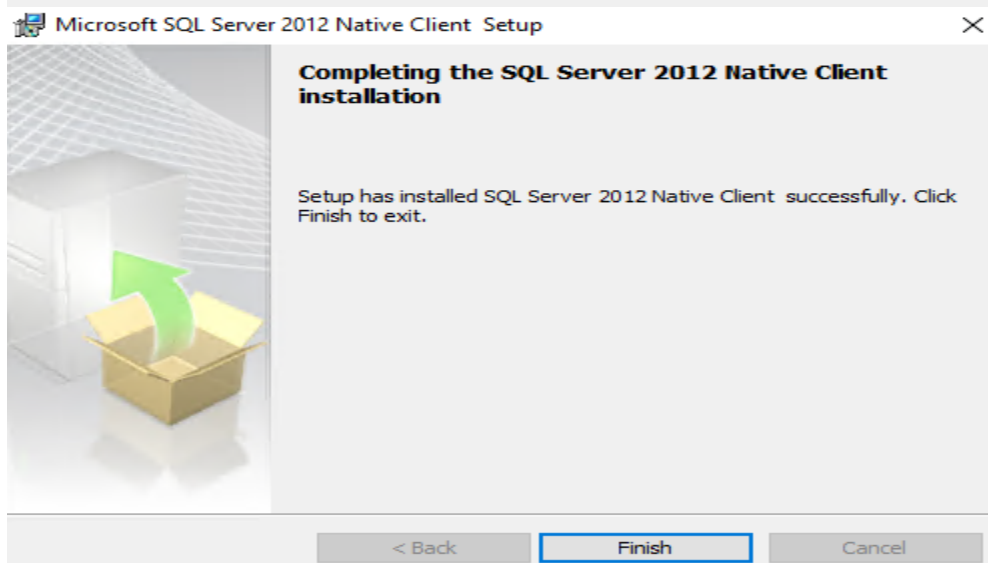 Microsoft SQL Server 2012 Native Client Setup
Completing the SQL Server 2012 Native Client
installation
Setup has installed SQL Server 2012 Native Client successfully. Click
Finish to exit.
< Back
Finish
Cancel